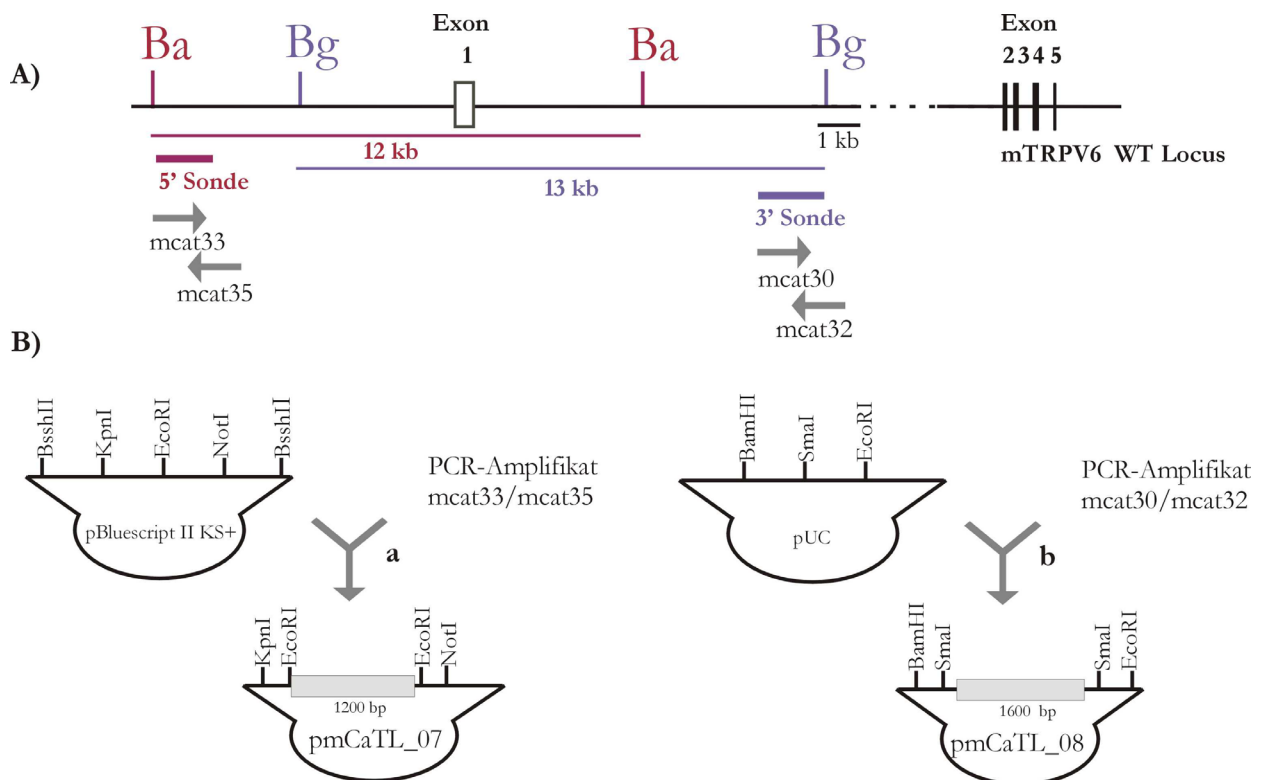 A)
Ba
Bg
Exon
1
Ba
Bg
Exon
2 3 4 5
12 kb
1 kb
mTRPV6 WT Locus
5' Sonde
13 kb
3' Sonde
mcat33
mcat35
mcat30
mcat32
B)
BsshII
KpnI
EcoRI
NotI
BsshII
pBluescript II KS+
PCR-Amplifikat
mcat33/mcat35
a
KpnI
EcoRI
EcoRI
NotI
1200 bp
pmCaTL_07
BamHI
SmaI
EcoRI
pUC
PCR-Amplifikat
mcat30/mcat32
b
BamHI
SmaI
SmaI
EcoRI
1600 bp
pmCaTL_08